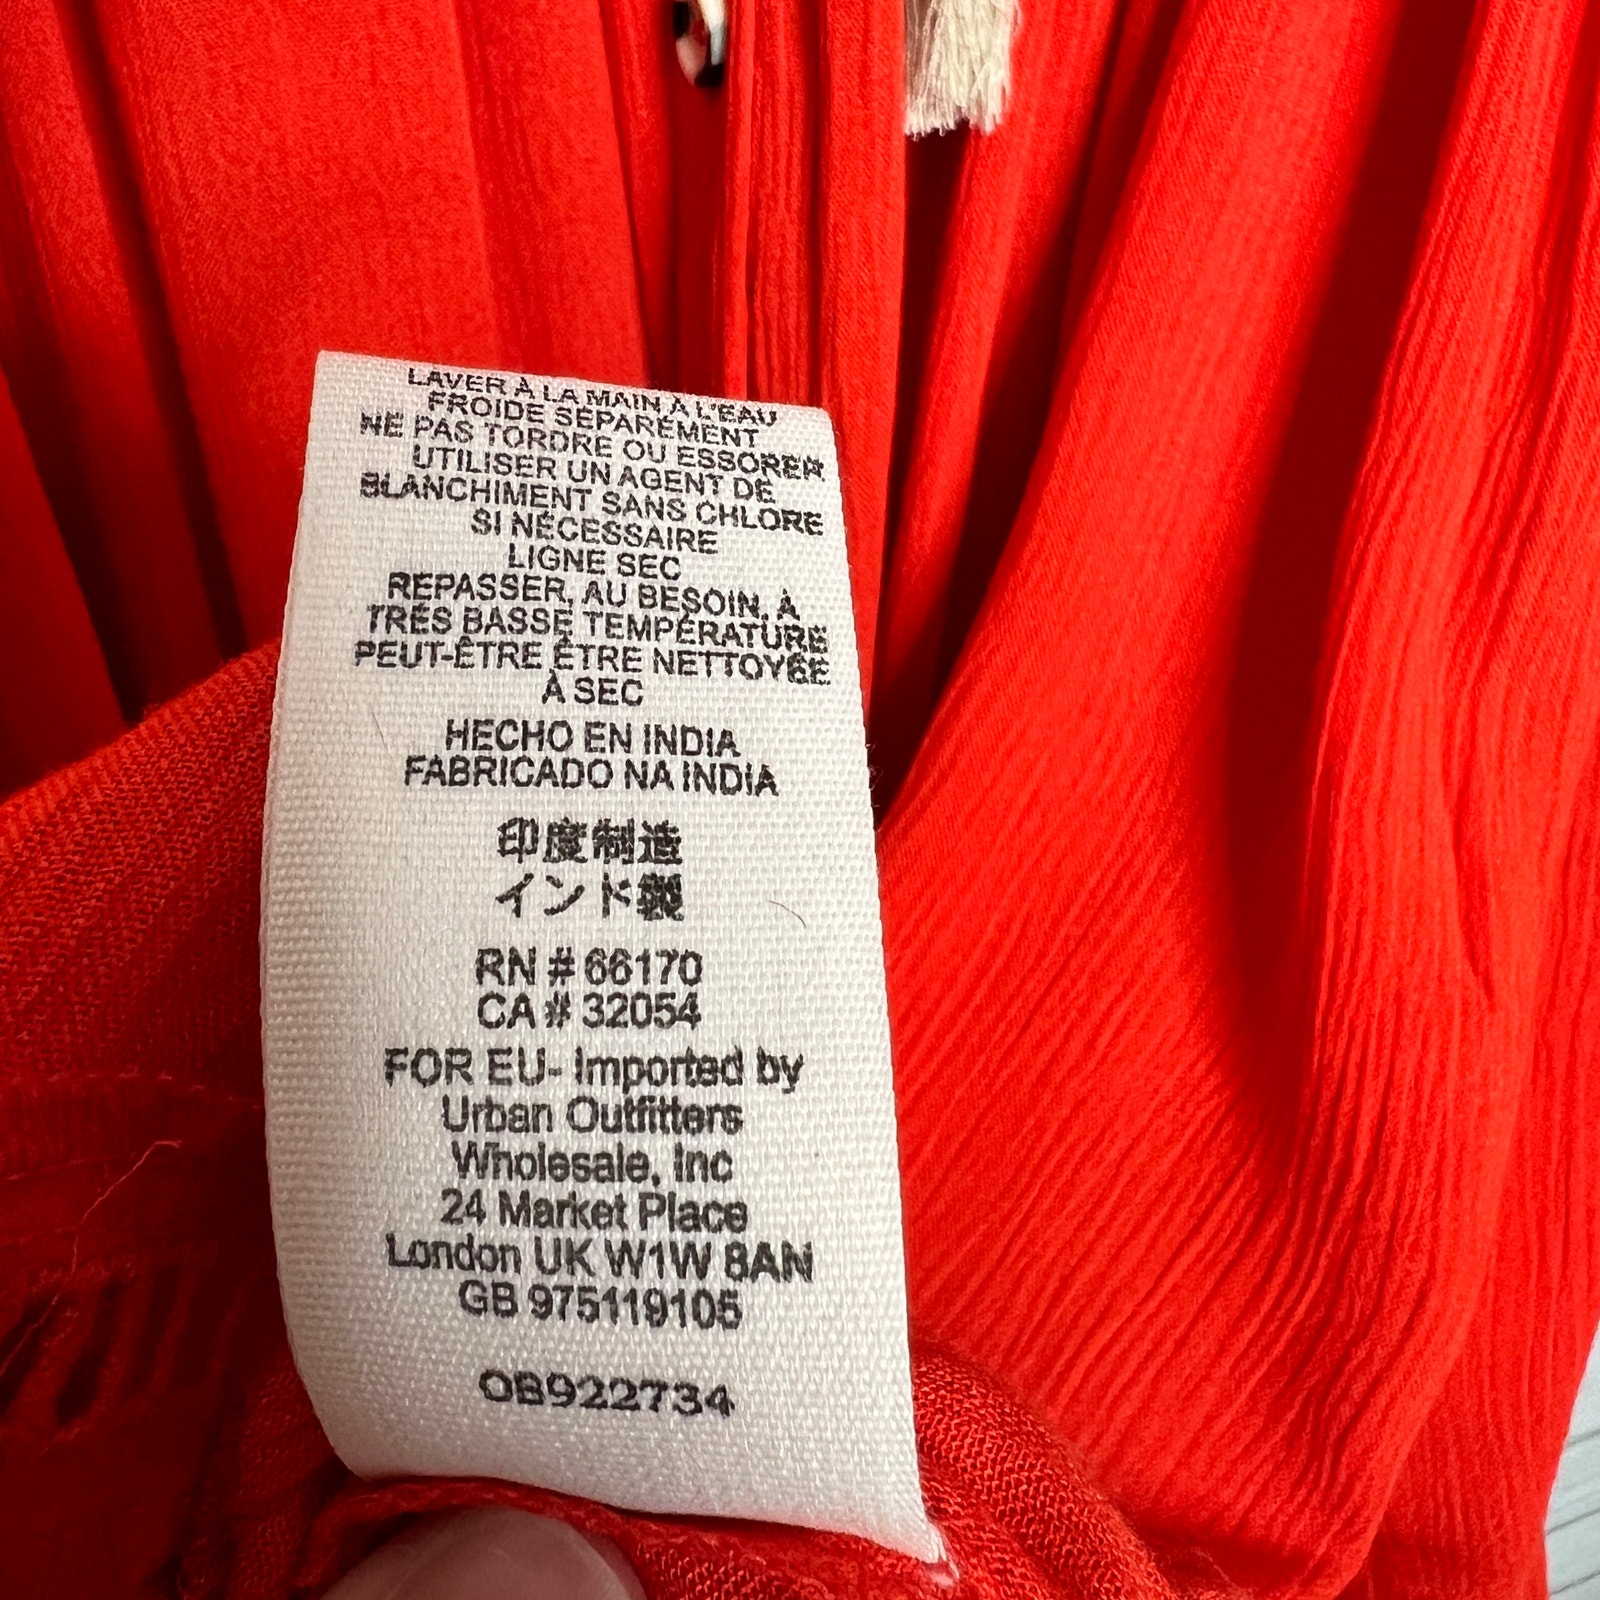 LAVER À LA MAIN À L'EAU
FROIDE SÉPARÉMENT
NE PAS TORDRE OU ESSORER
UTILISER UN AGENT DE
BLANCHIMENT SANS CHLORE
SI NÉCESSAIRE
LIGNE SEC
REPASSER, AU BESOIN, À
TRÉS BASSE TEMPÉRATURE
PEUT-ÊTRE ÊTRE NETTOYÉE
À SEC
HECHO EN INDIA
FABRICADO NA INDIA
印度制造
インド製
RN # 66170
CA # 32054
FOR EU- Imported by
Urban Outfitters
Wholesale, Inc
24 Market Place
London UK W1W 8AN
GB 975119105
OB922734